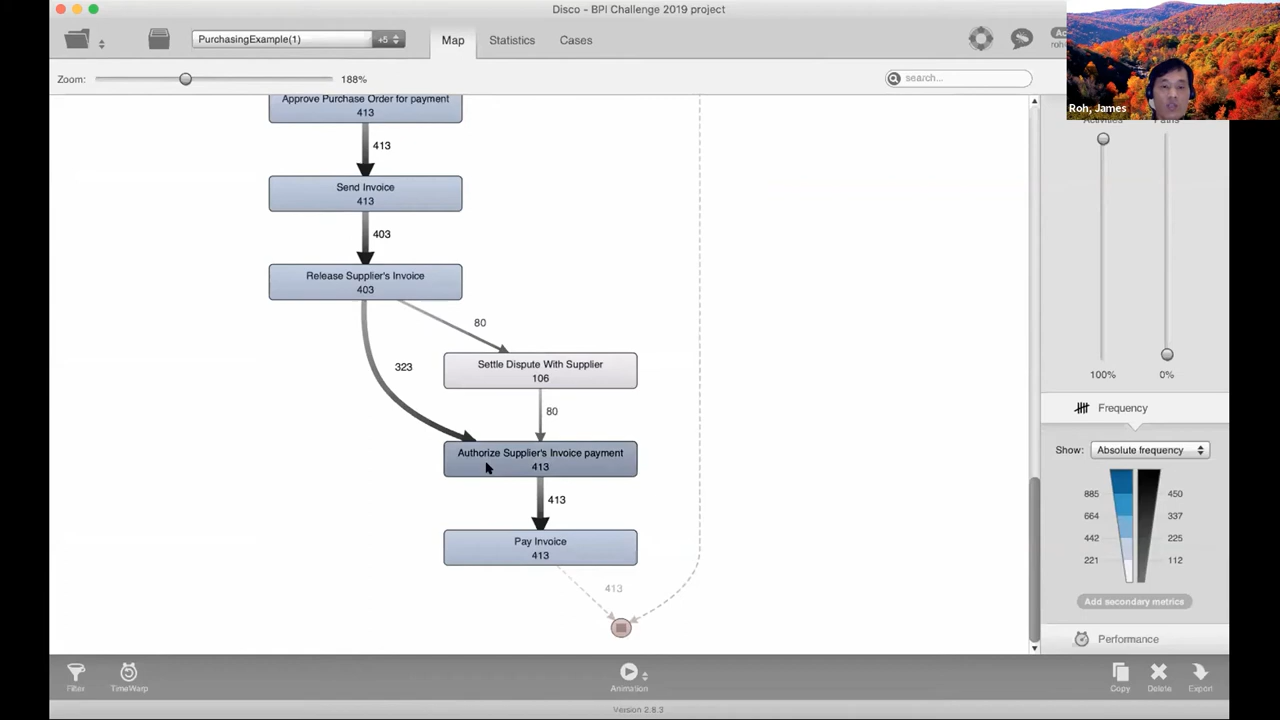 Disco - BPI Challenge 2019 project
PurchasingExample(1)
+5
Map
Statistics
Cases
Roh, James
Zoom:
188%
search...
Approve Purchase Order for payment
413
413
Send Invoice
413
403
Release Supplier's Invoice
403
80
323
Settle Dispute With Supplier
106
80
Authorize Supplier's Invoice payment
413
413
Pay Invoice
413
413
100%
0%
Frequency
Show:
Absolute frequency
885
450
664
337
442
225
221
112
Add secondary metrics
Performance
Filter
TimeWarp
Animation
Copy
Delete
Export
Version 2.8.3